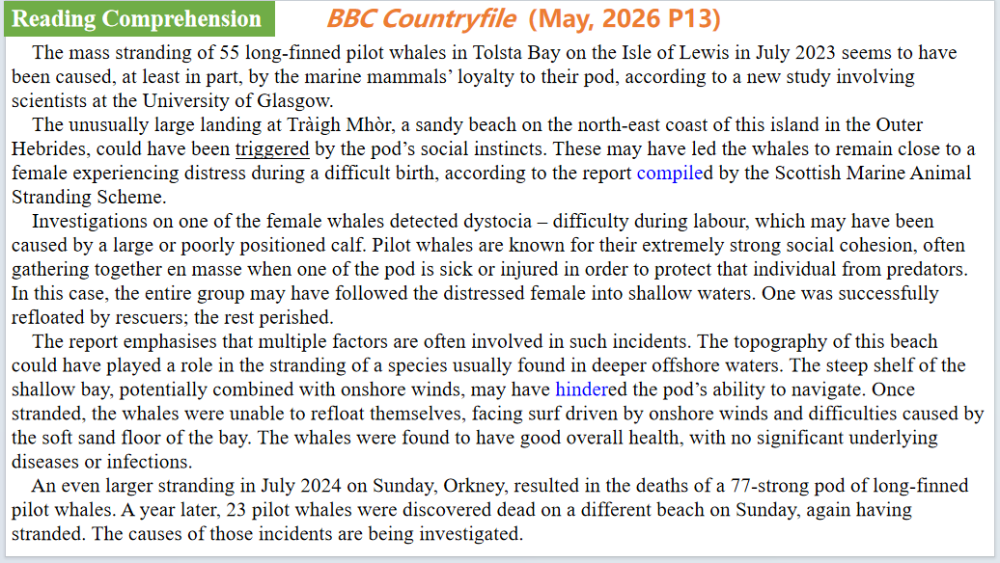 Reading Comprehension
BBC Countryfile (May, 2026 P13)
The mass stranding of 55 long-finned pilot whales in Tolsta Bay on the Isle of Lewis in July 2023 seems to have
been caused, at least in part, by the marine mammals' loyalty to their pod, according to a new study involving
scientists at the University of Glasgow.
The unusually large landing at Tràigh Mhòr, a sandy beach on the north-east coast of this island in the Outer
Hebrides, could have been triggered by the pod's social instincts. These may have led the whales to remain close to a
female experiencing distress during a difficult birth, according to the report compiled by the Scottish Marine Animal
Stranding Scheme.
Investigations on one of the female whales detected dystocia – difficulty during labour, which may have been
caused by a large or poorly positioned calf. Pilot whales are known for their extremely strong social cohesion, often
gathering together en masse when one of the pod is sick or injured in order to protect that individual from predators.
In this case, the entire group may have followed the distressed female into shallow waters. One was successfully
refloated by rescuers; the rest perished.
The report emphasises that multiple factors are often involved in such incidents. The topography of this beach
could have played a role in the stranding of a species usually found in deeper offshore waters. The steep shelf of the
shallow bay, potentially combined with onshore winds, may have hindered the pod's ability to navigate. Once
stranded, the whales were unable to refloat themselves, facing surf driven by onshore winds and difficulties caused by
the soft sand floor of the bay. The whales were found to have good overall health, with no significant underlying
diseases or infections.
An even larger stranding in July 2024 on Sunday, Orkney, resulted in the deaths of a 77-strong pod of long-finned
pilot whales. A year later, 23 pilot whales were discovered dead on a different beach on Sunday, again having
stranded. The causes of those incidents are being investigated.